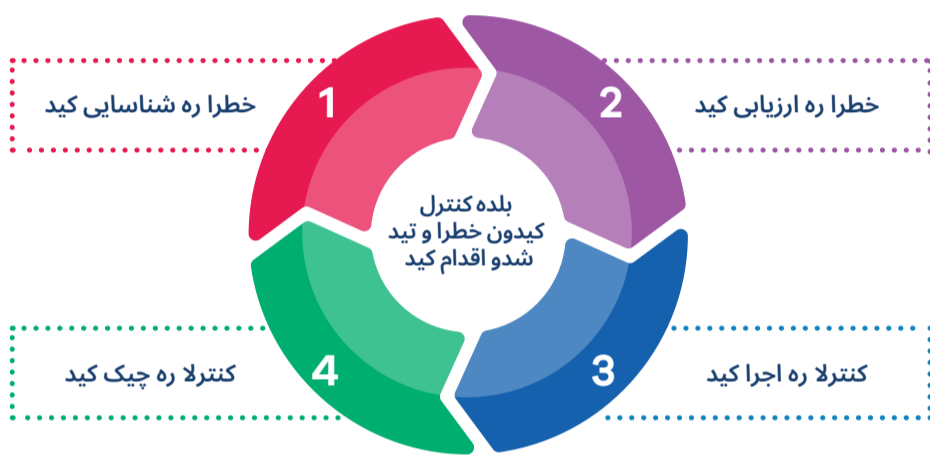 1
خطرا ره شناسایی کید
2
خطرا ره ارزیابی کید
بلده کنترل
کیدون خطرا و تید
شدو اقدام کید
3
کنترلا ره اجرا کید
4
کنترلا ره چیک کید